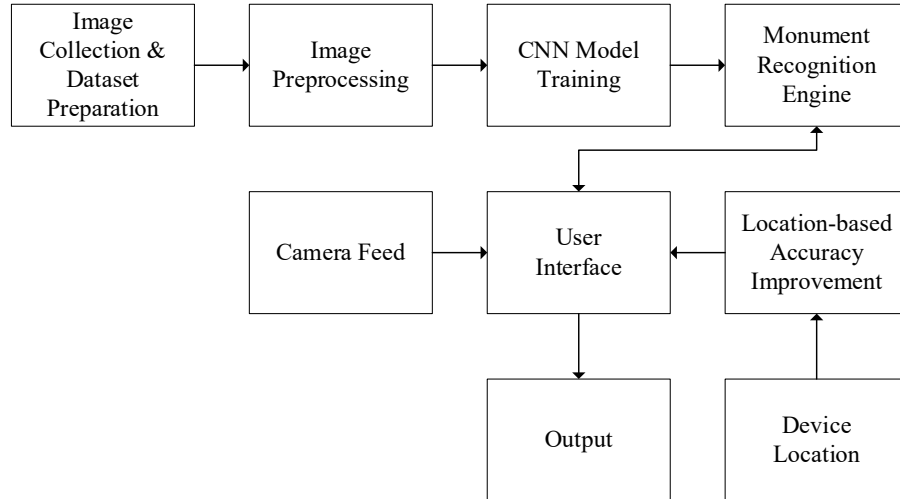 Image
Collection &
Dataset
Preparation
Image
Preprocessing
CNN Model
Training
Monument
Recognition
Engine
Camera Feed
User
Interface
Location-based
Accuracy
Improvement
Output
Device
Location